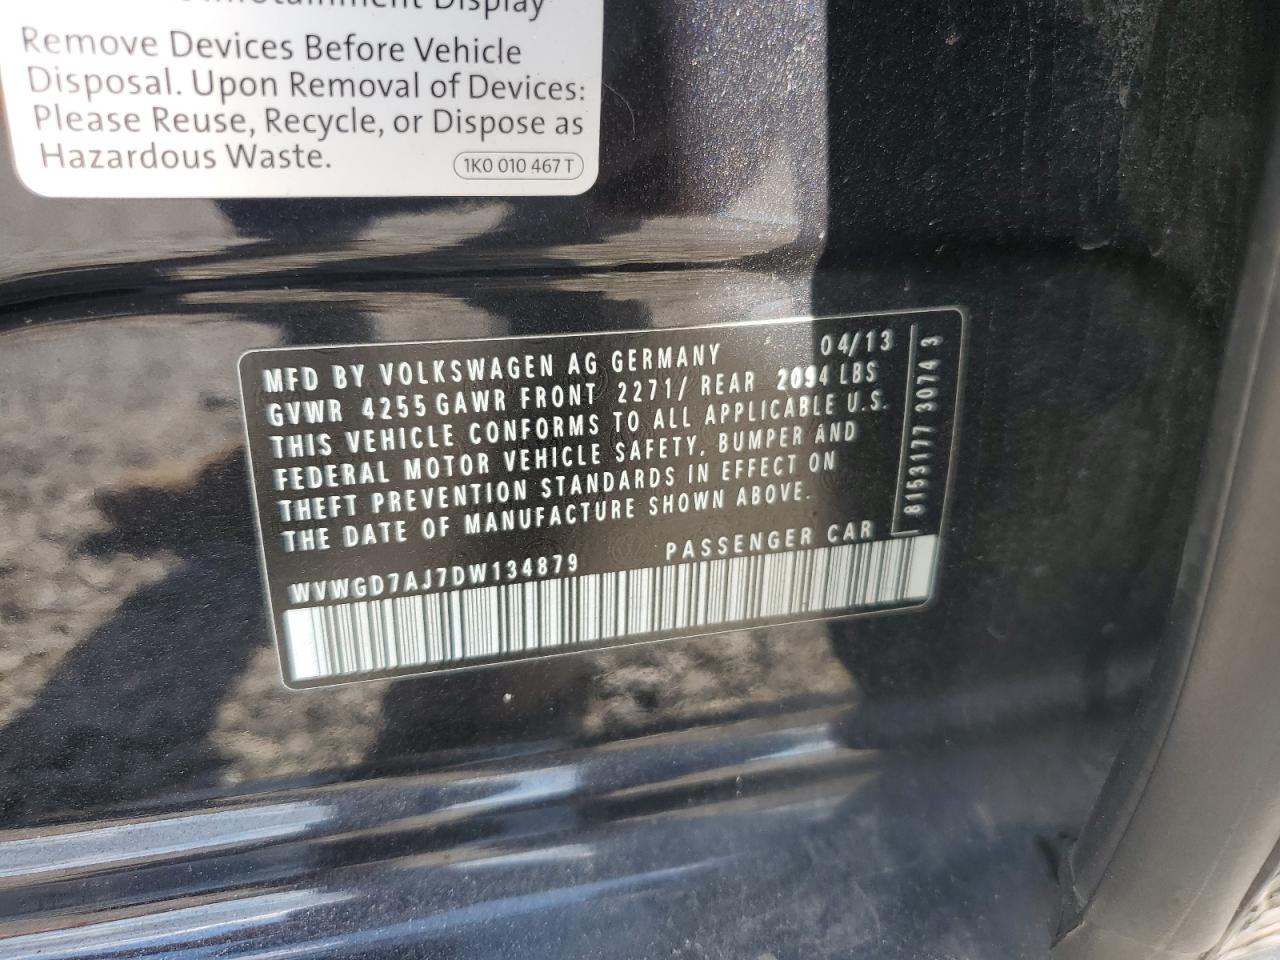 Infotainment Display
Remove Devices Before Vehicle
Disposal. Upon Removal of Devices:
Please Reuse, Recycle, or Dispose as
Hazardous Waste.
1K0 010 467 T
MFD BY VOLKSWAGEN AG GERMANY 04/13
GVWR 4255 GAWR FRONT 2271/ REAR 2094 LBS
THIS VEHICLE CONFORMS TO ALL APPLICABLE U.S.
FEDERAL MOTOR VEHICLE SAFETY, BUMPER AND
THEFT PREVENTION STANDARDS IN EFFECT ON
THE DATE OF MANUFACTURE SHOWN ABOVE.
WVWGD7AJ7DW134879 PASSENGER CAR
8153177 3074 3